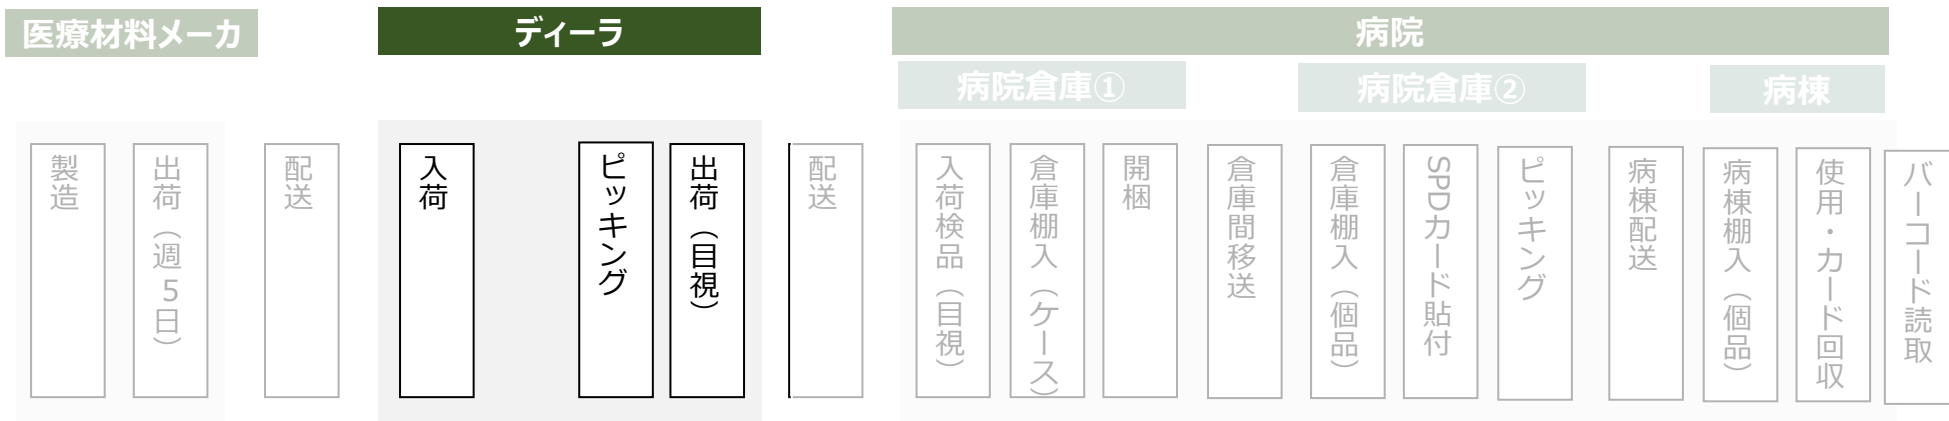 医療材料メーカ
ディーラ
病院
病院倉庫①
病院倉庫②
病棟
製造
出荷（週5日）
配送
入荷
ピッキング
出荷（目視）
配送
入荷検品（目視）
倉庫棚入（ケース）
開梱
倉庫間移送
倉庫棚入（個品）
SPDカード貼付
ピッキング
病棟配送
病棟棚入（個品）
使用・カード回収
バーコード読取